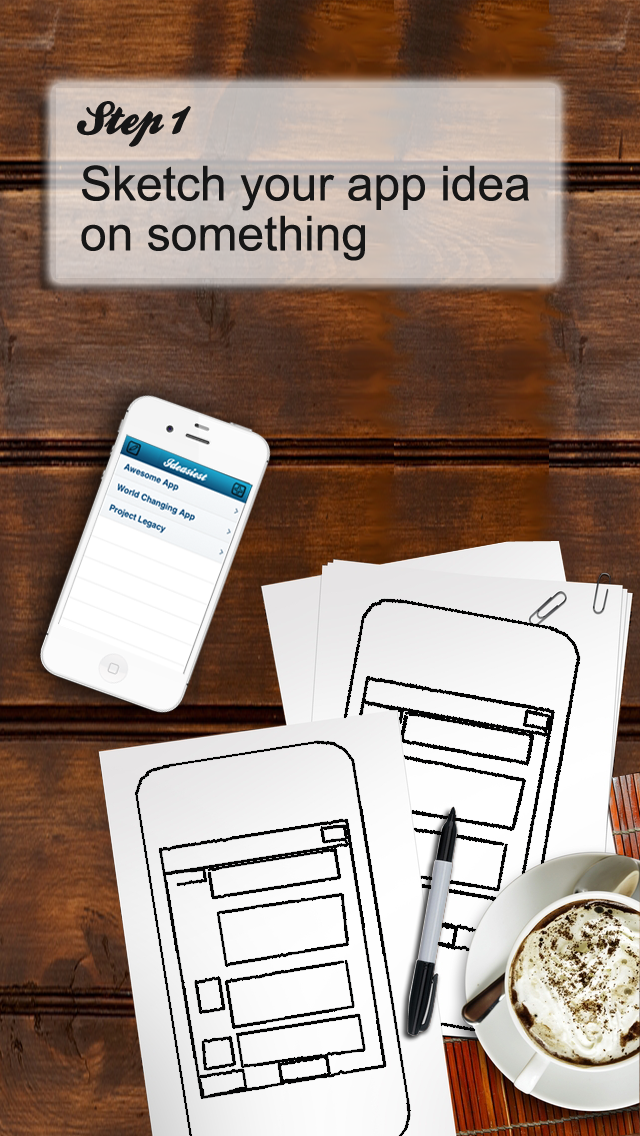 Step 1
Sketch your app idea
on something
Ideasiest
Awesome App
World Changing App
Project Legacy